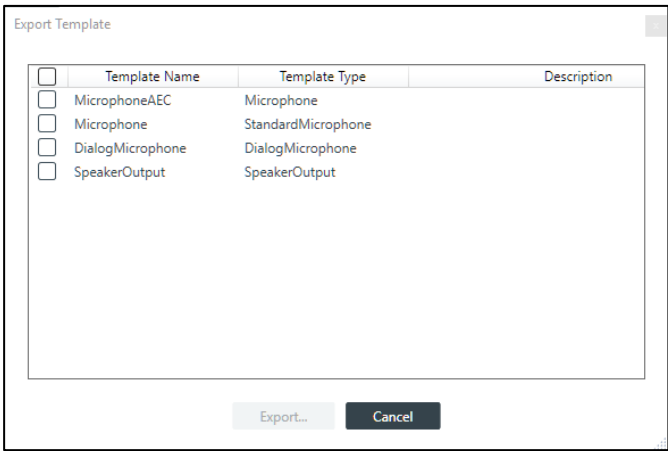 Export Template
Template Name Template Type Description
MicrophoneAEC Microphone
Microphone StandardMicrophone
DialogMicrophone DialogMicrophone
SpeakerOutput SpeakerOutput
Export... Cancel